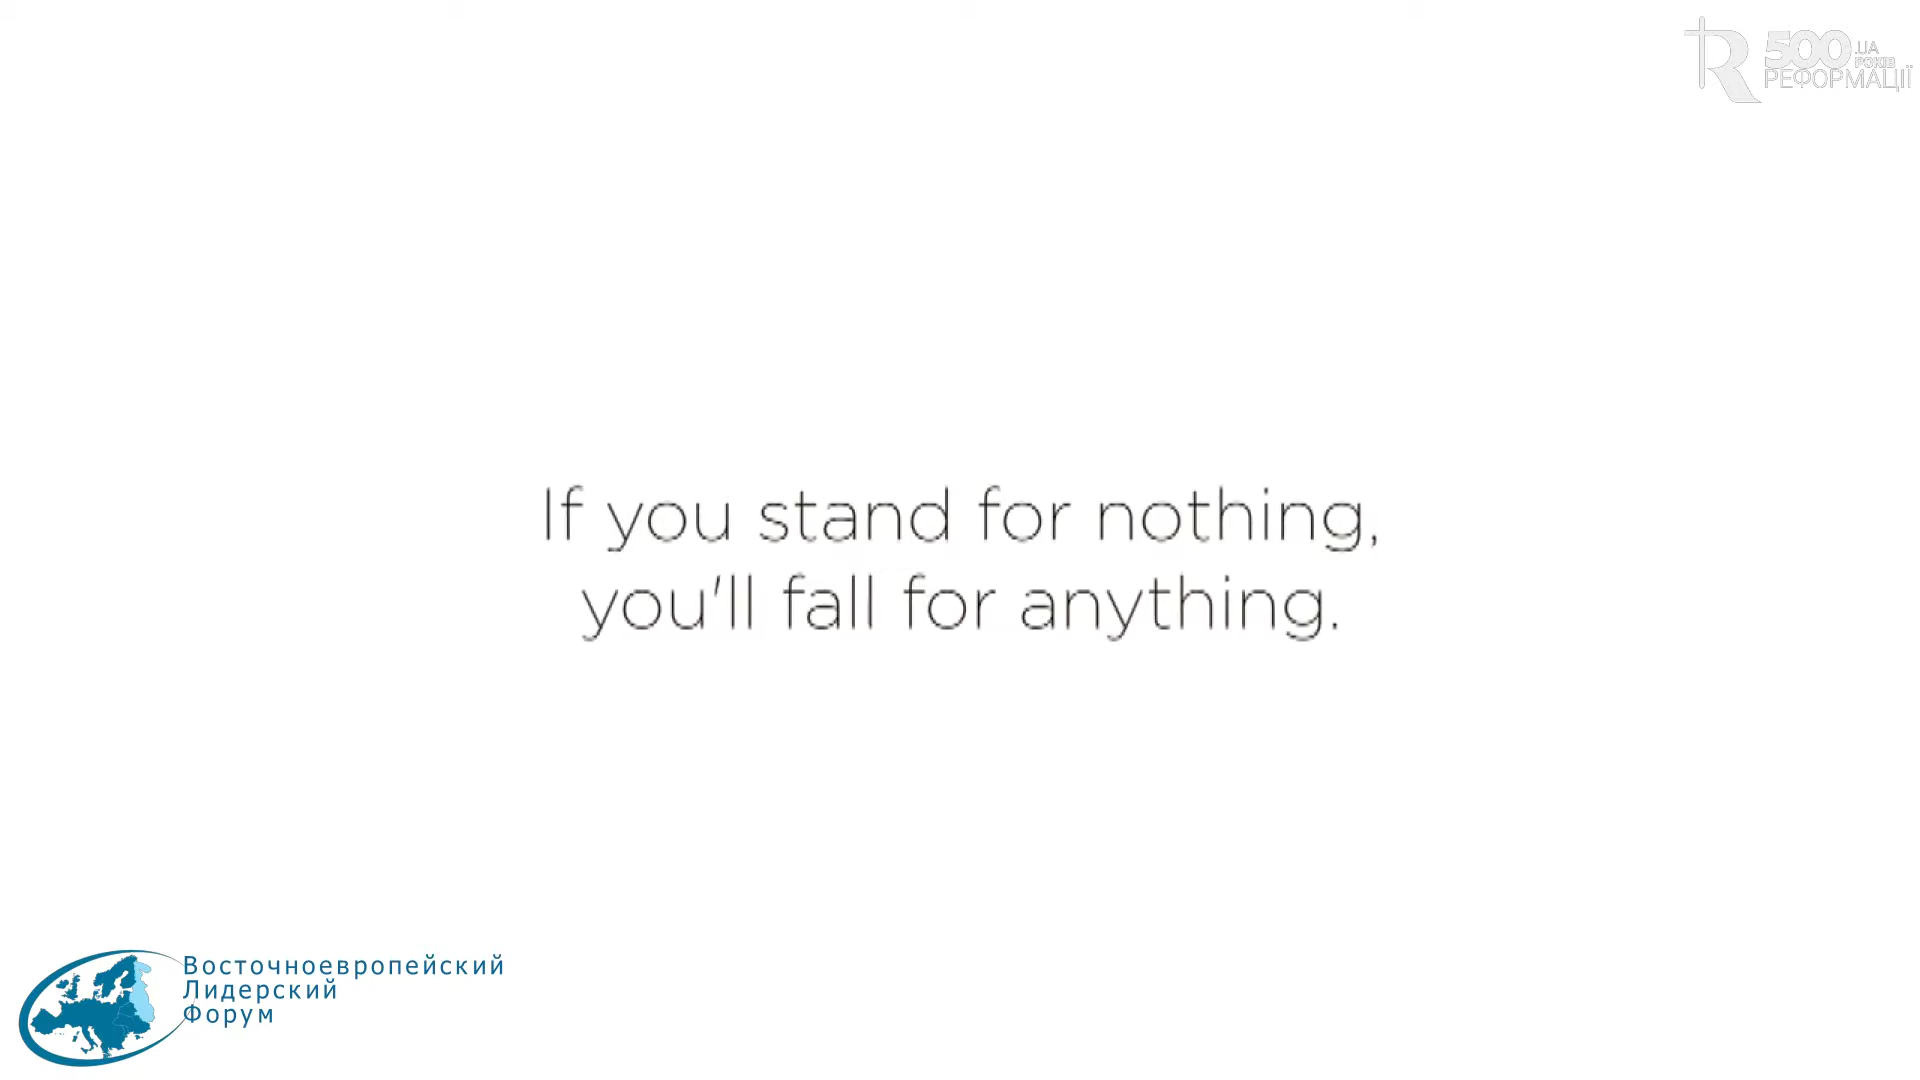 500.UA
РОКІВ
РЕФОРМАЦІЇ
If you stand for nothing,
you'll fall for anything.
Восточноевропейский
Лидерский
Форум